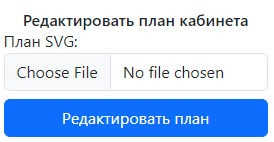 Редактировать план кабинета
План SVG:
Choose File No file chosen
Редактировать план